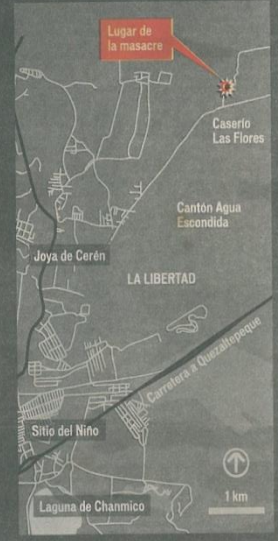 Lugar de
la masacre
Caserío
Las Flores
Cantón Agua
Escondida
Joya de Cerén
LA LIBERTAD
Carretera a Quezaltepeque
Sitio del Niño
1 km
Laguna de Chanmico